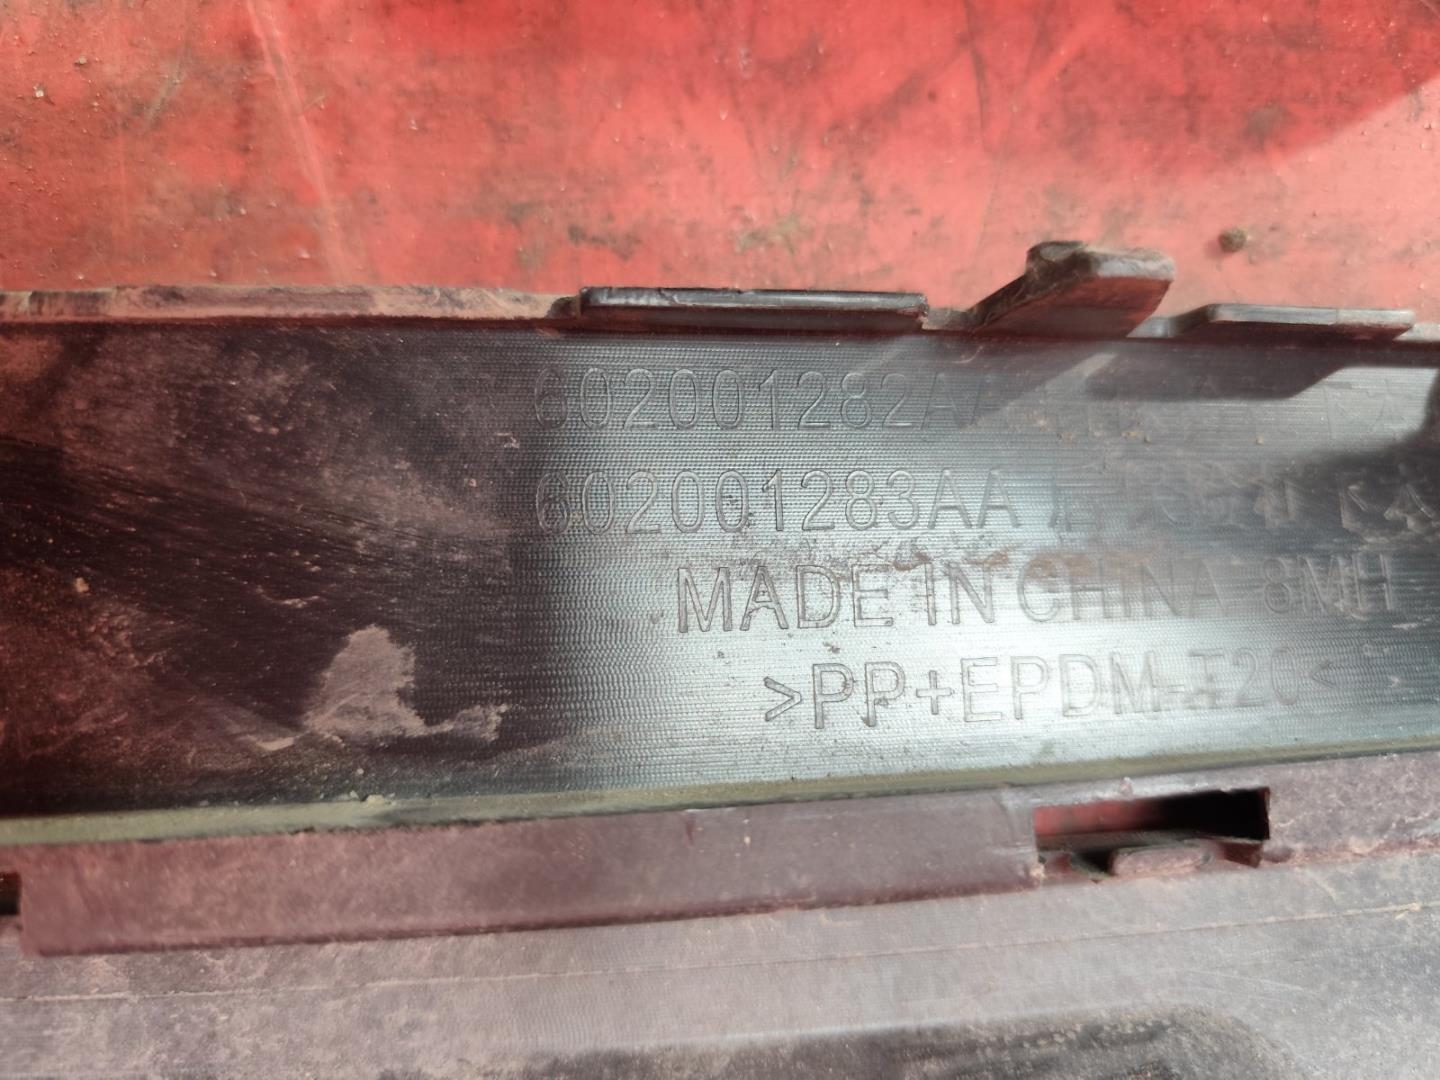 602001282AA
602001283AA
MADE IN CHINA 8MH
>PP+EPDM-T20<